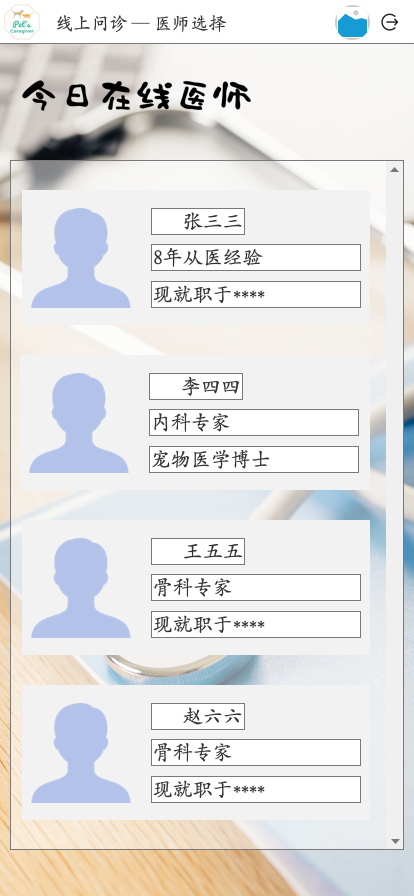 Pet's
Caregiver
线上问诊 — 医师选择
今日在线医师
张三三
8年从医经验
现就职于****
李四四
内科专家
宠物医学博士
王五五
骨科专家
现就职于****
赵六六
骨科专家
现就职于****